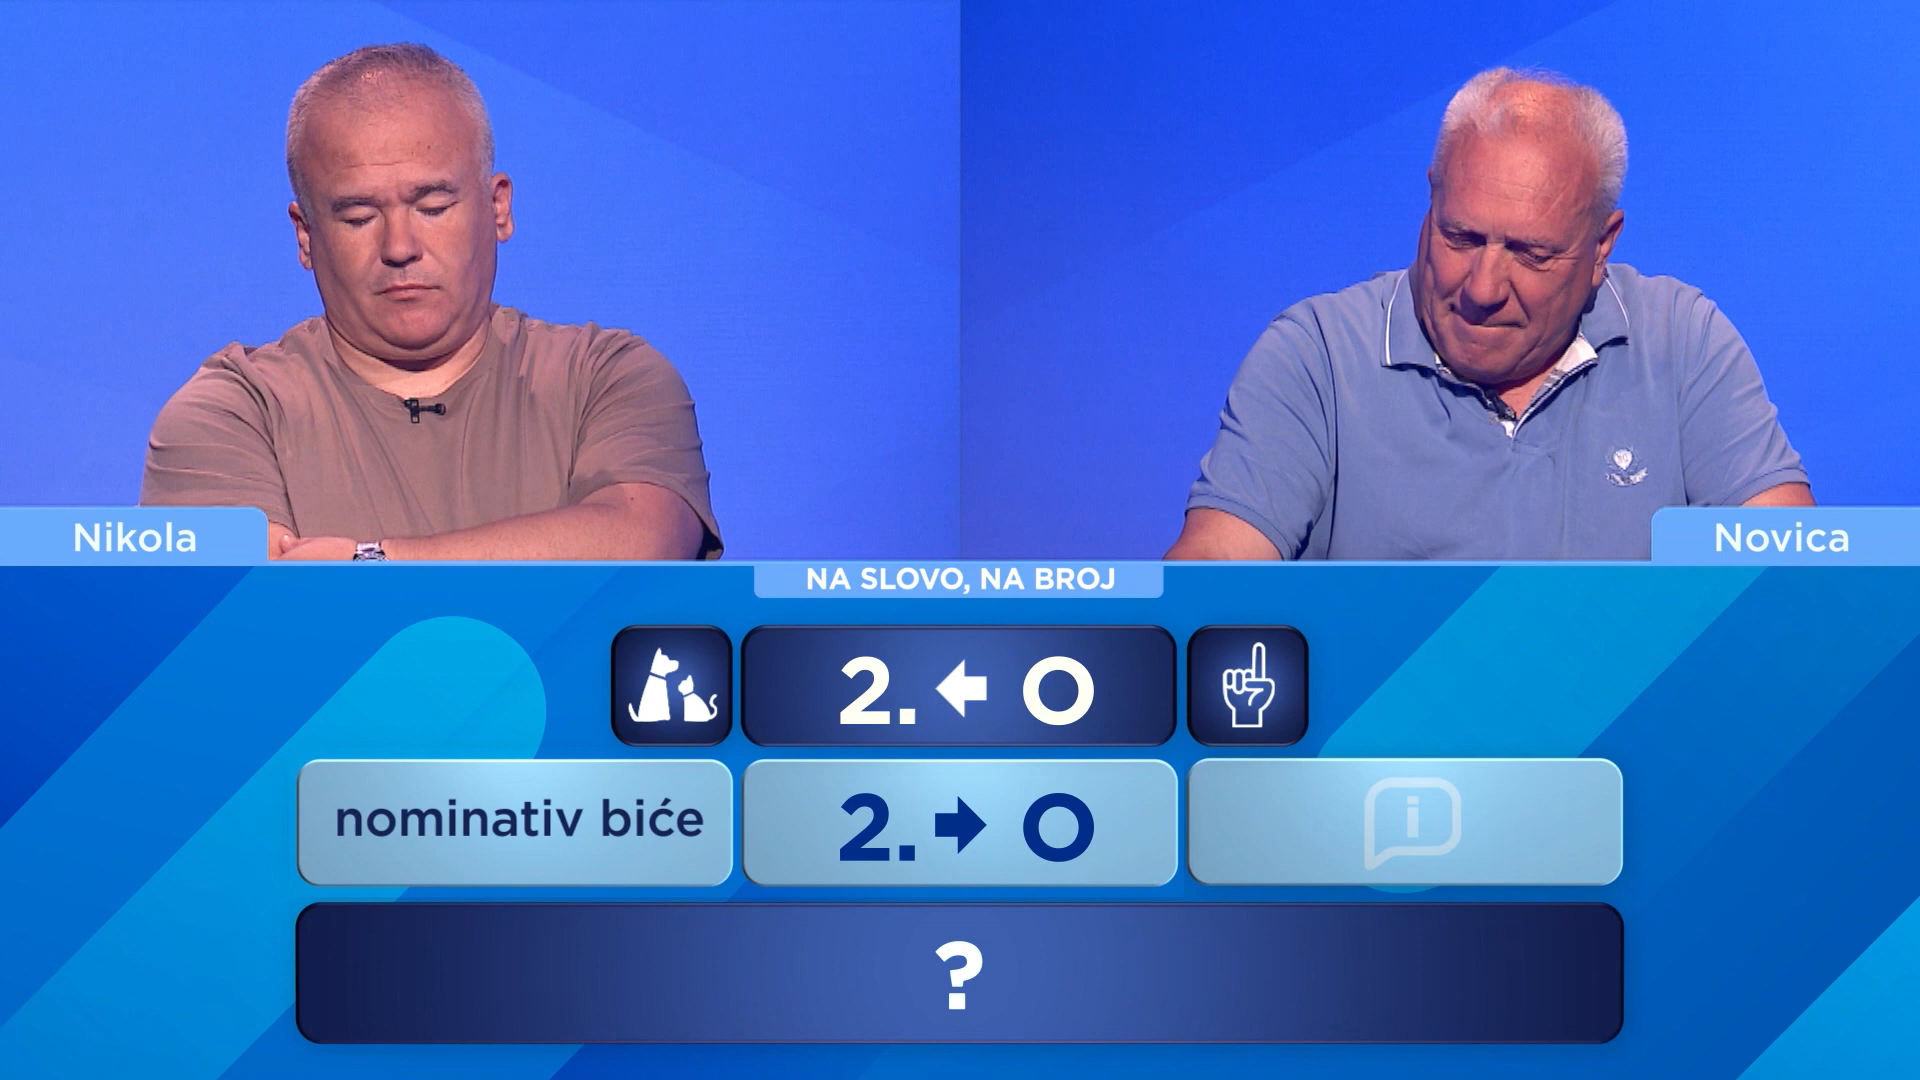 Nikola
Novica
NA SLOVO, NA BROJ
2. ← O
nominativ biće
2. → O
i
?